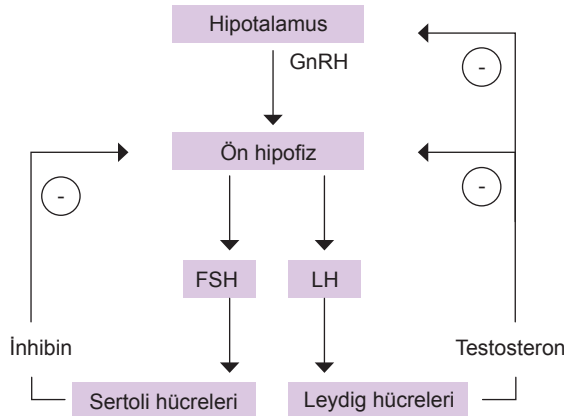 Hipotalamus
GnRH
-
Ön hipofiz
-
-
FSH
LH
İnhibin
Testosteron
Sertoli hücreleri
Leydig hücreleri